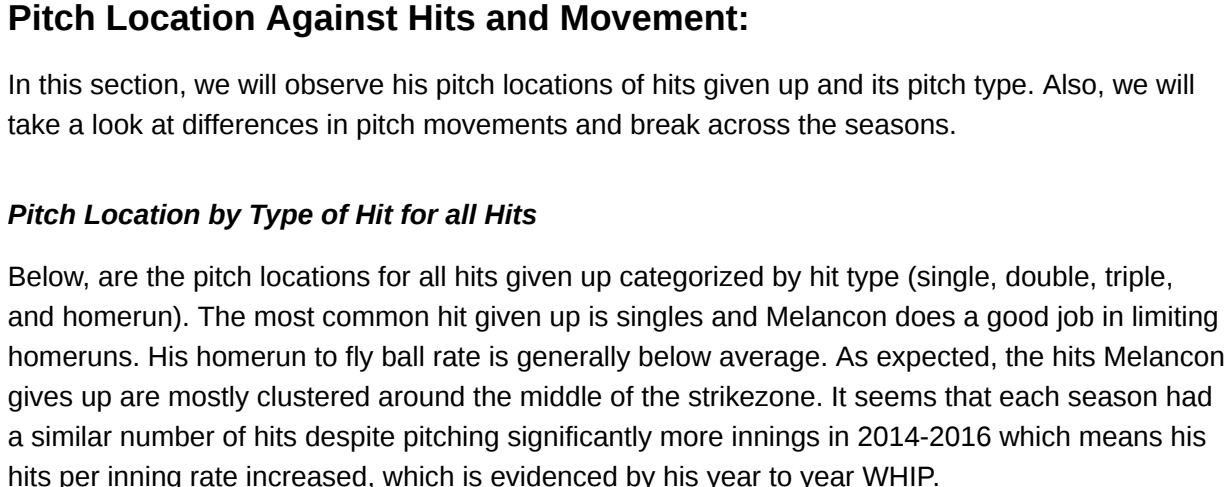 Pitch Location Against Hits and Movement:
In this section, we will observe his pitch locations of hits given up and its pitch type. Also, we will
take a look at differences in pitch movements and break across the seasons.
Pitch Location by Type of Hit for all Hits
Below, are the pitch locations for all hits given up categorized by hit type (single, double, triple,
and homerun). The most common hit given up is singles and Melancon does a good job in limiting
homeruns. His homerun to fly ball rate is generally below average. As expected, the hits Melancon
gives up are mostly clustered around the middle of the strikezone. It seems that each season had
a similar number of hits despite pitching significantly more innings in 2014-2016 which means his
hits per inning rate increased, which is evidenced by his year to year WHIP.